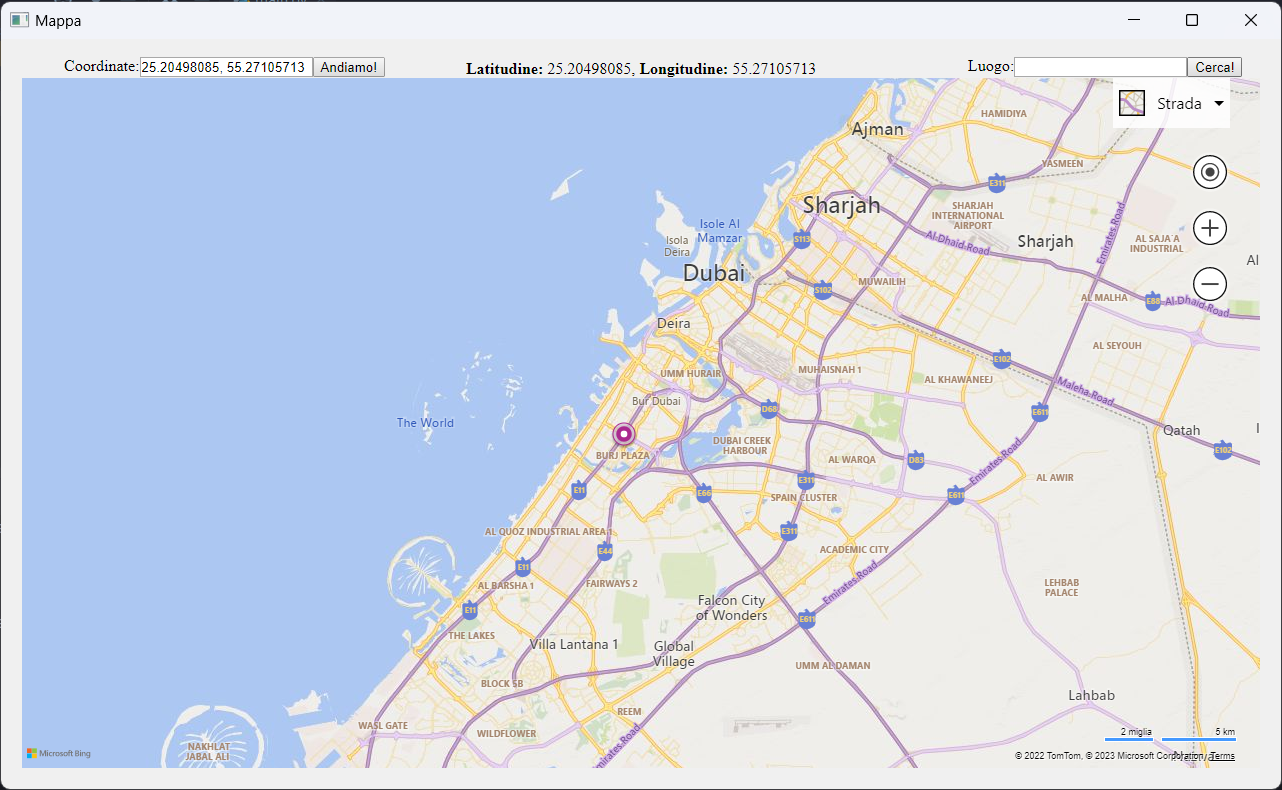 Mappa
Coordinate: 25.20498085, 55.27105713 Andiamo!
Latitudine: 25.20498085, Longitudine: 55.27105713
Luogo: Cerca!
Strada
HAMIDIYA
Ajman
YASMEEN
E311
Sharjah
SHARJAH
INTERNATIONAL
AIRPORT
Emirates Road
Isole Al
Mamzar
Isola
Deira
S113
Al Dhaid Road
Sharjah
AL SAJA A
INDUSTRIAL
Al
Dubai
MUWAILIH
S102
AL MALHA
E88
Al Dhaid Road
Deira
AL SEYOUH
E102
UMM HURAIR
MUHAISNAH 1
AL KHAWANEEJ
Maleha Road
Bur Dubai
D68
E611
The World
Qatah
BURJ PLAZA
DUBAI CREEK
HARBOUR
AL WARQA
D83
Emirates Road
E102
E11
E66
E311
SPAIN CLUSTER
E611
AL AWIR
AL QUOZ INDUSTRIAL AREA 1
E311
E44
ACADEMIC CITY
E11
AL BARSHA 1
FAIRWAYS 2
Emirates Road
LEHBAB
PALACE
E11
Falcon City
of Wonders
E611
THE LAKES
Villa Lantana 1
Global
Village
UMM AL DAMAN
BLOCK 5B
Lahbab
REEM
WASL GATE
WILDFLOWER
Emirates Road
NAKHLAT
JABAL ALI
Microsoft Bing
2 miglia 5 km
© 2022 TomTom, © 2023 Microsoft Corporation, Terms